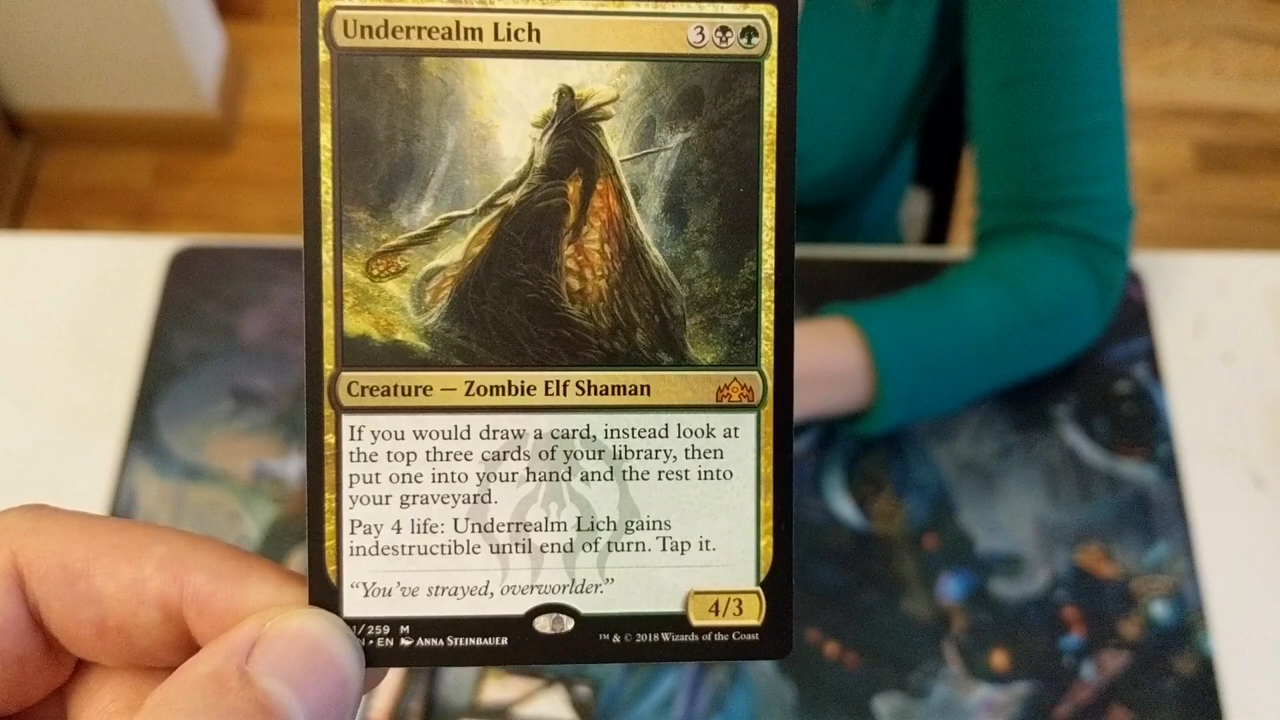 Underrealm Lich 3
Creature — Zombie Elf Shaman
If you would draw a card, instead look at
the top three cards of your library, then
put one into your hand and the rest into
your graveyard.
Pay 4 life: Underrealm Lich gains
indestructible until end of turn. Tap it.
"You've strayed, overworlder."
4/3
/259 M
EN ANNA STEINBAUER
™ & © 2018 Wizards of the Coast